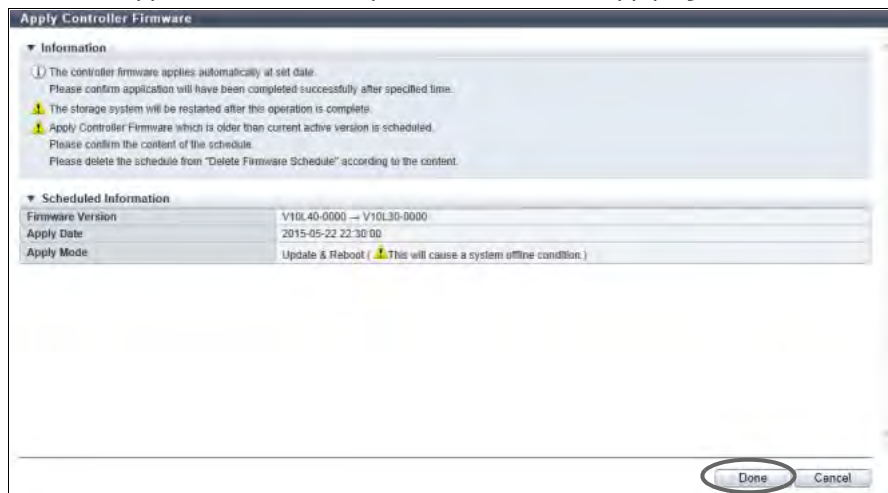 Apply Controller Firmware
▼ Information
ⓘ The controller firmware applies automatically at set date.
Please confirm application will have been completed successfully after specified time.
The storage system will be restarted after this operation is complete.
Apply Controller Firmware which is older than current active version is scheduled.
Please confirm the content of the schedule.
Please delete the schedule from "Delete Firmware Schedule" according to the content.
▼ Scheduled Information
Firmware Version V10L40-0000 → V10L30-0000
Apply Date 2015-05-22 22:30:00
Apply Mode Update & Reboot ( This will cause a system offline condition.)
Done Cancel